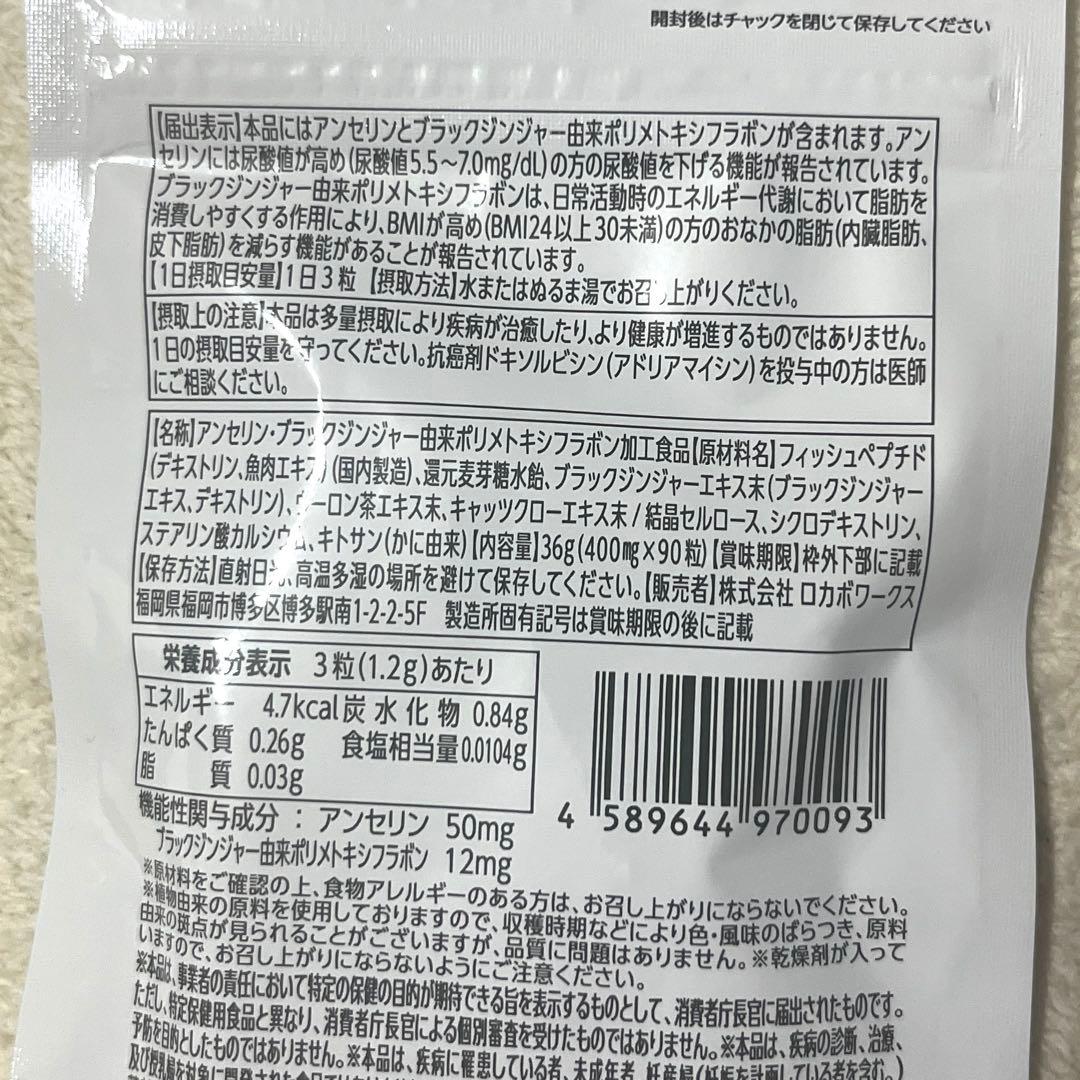 開封後はチャックを閉じて保存してください
【届出表示】本品にはアンセリンとブラックジンジャー由来ポリメトキシフラボンが含まれます。アン
セリンには尿酸値が高め(尿酸値5.5～7.0mg/dL)の方の尿酸値を下げる機能が報告されています。
ブラックジンジャー由来ポリメトキシフラボンは、日常活動時のエネルギー代謝において脂肪を
消費しやすくする作用により、BMIが高め(BMI24以上30未満)の方のおなかの脂肪(内臓脂肪、
皮下脂肪)を減らす機能があることが報告されています。
【1日摂取目安量】1日3粒 【摂取方法】水またはぬるま湯でお召し上がりください。
【摂取上の注意】本品は多量摂取により疾病が治癒したり、より健康が増進するものではありません。
1日の摂取目安量を守ってください。抗癌剤ドキソルビシン(アドリアマイシン)を投与中の方は医師
にご相談ください。
【名称】アンセリン・ブラックジンジャー由来ポリメトキシフラボン加工食品【原材料名】フィッシュペプチド
(デキストリン、魚肉エキス)(国内製造)、還元麦芽糖水飴、ブラックジンジャーエキス末(ブラックジンジャー
エキス、デキストリン)、ウーロン茶エキス末、キャッツクローエキス末/結晶セルロース、シクロデキストリン、
ステアリン酸カルシウム、キトサン(かに由来)【内容量】36g(400mg×90粒)【賞味期限】枠外下部に記載
【保存方法】直射日光、高温多湿の場所を避けて保存してください。【販売者】株式会社 ロカボワークス
福岡県福岡市博多区博多駅南1-2-2-5F 製造所固有記号は賞味期限の後に記載
栄養成分表示 3粒(1.2g)あたり
エネルギー 4.7kcal 炭水化物 0.84g
たんぱく質 0.26g 食塩相当量 0.0104g
脂質 0.03g
機能性関与成分 : アンセリン 50mg
ブラックジンジャー由来ポリメトキシフラボン 12mg
4 589644 970093
※原材料をご確認の上、食物アレルギーのある方は、お召し上がりにならないでください。
※植物由来の原料を使用しておりますので、収穫時期などにより色・風味のばらつき、原料
由来の斑点が見られることがございますが、品質に問題はありません。※乾燥剤が入って
いますので、お召し上がりにならないようにご注意ください。
※本品は、事業者の責任において特定の保健の目的が期待できる旨を表示するものとして、消費者庁長官に届出されたものです。
ただし、特定保健用食品と異なり、消費者庁長官による個別審査を受けたものではありません。※本品は、疾病の診断、治療、
予防を目的としたものではありません。※本品は、疾病に罹患している者、未成年者、妊産婦(妊娠を計画している者を含む。)
及び授乳婦を対象に開発された食品ではありません